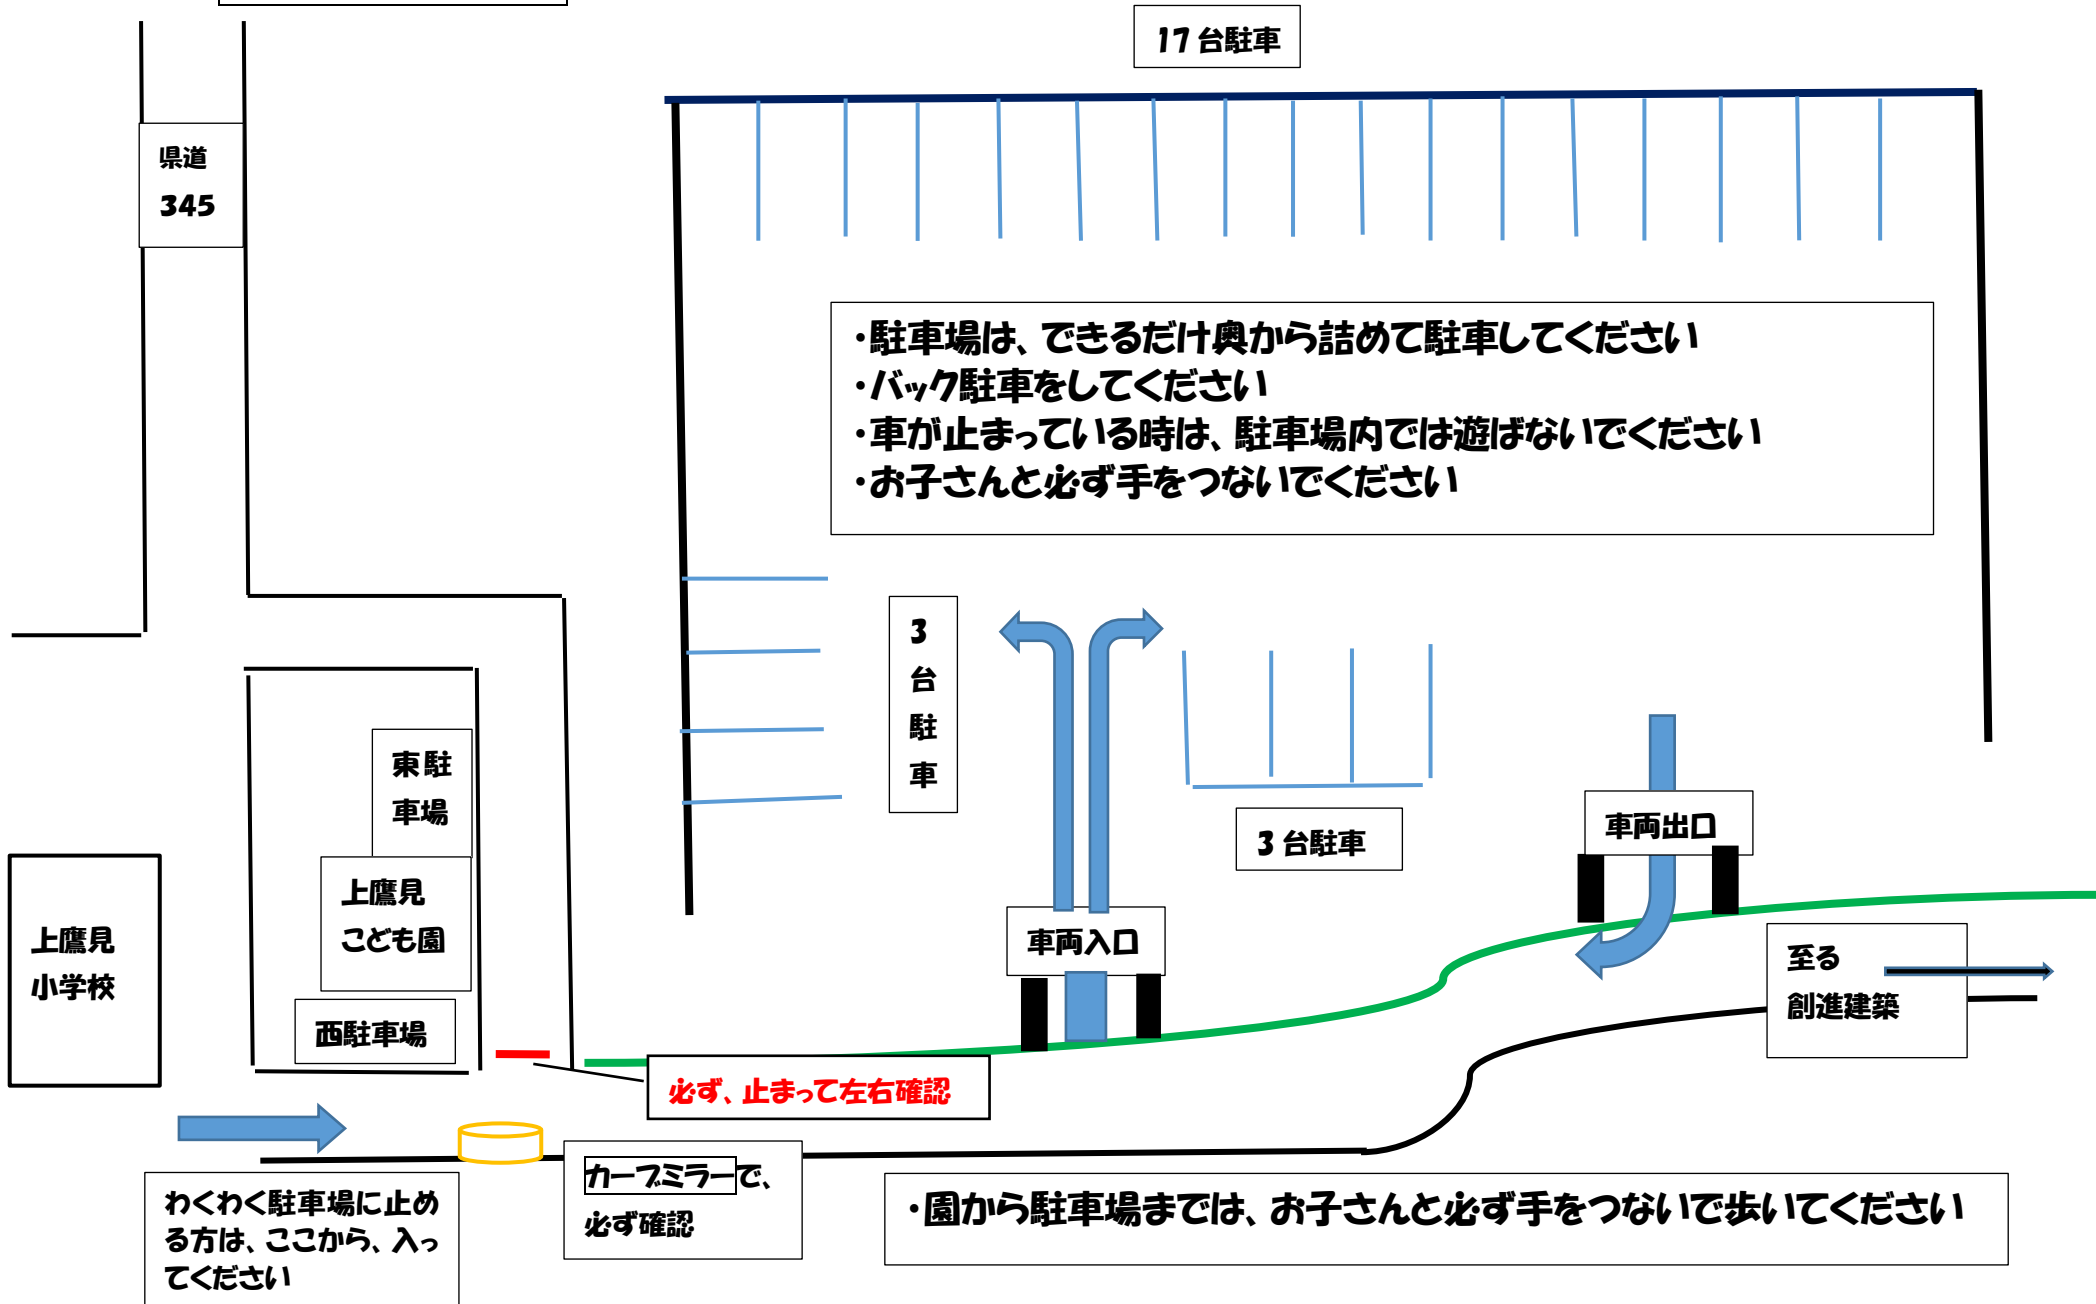 17台駐車
県道
345
・駐車場は、できるだけ奥から詰めて駐車してください
・バック駐車をしてください
・車が止まっている時は、駐車場内では遊ばないでください
・お子さんと必ず手をつないでください
3
台
駐
車
東駐
車場
3台駐車
車両出口
上鷹見
こども園
上鷹見
小学校
車両入口
至る
創進建築
西駐車場
必ず、止まって左右確認
カーブミラーで、
必ず確認
わくわく駐車場に止め
る方は、ここから、入っ
てください
・園から駐車場までは、お子さんと必ず手をつないで歩いてください